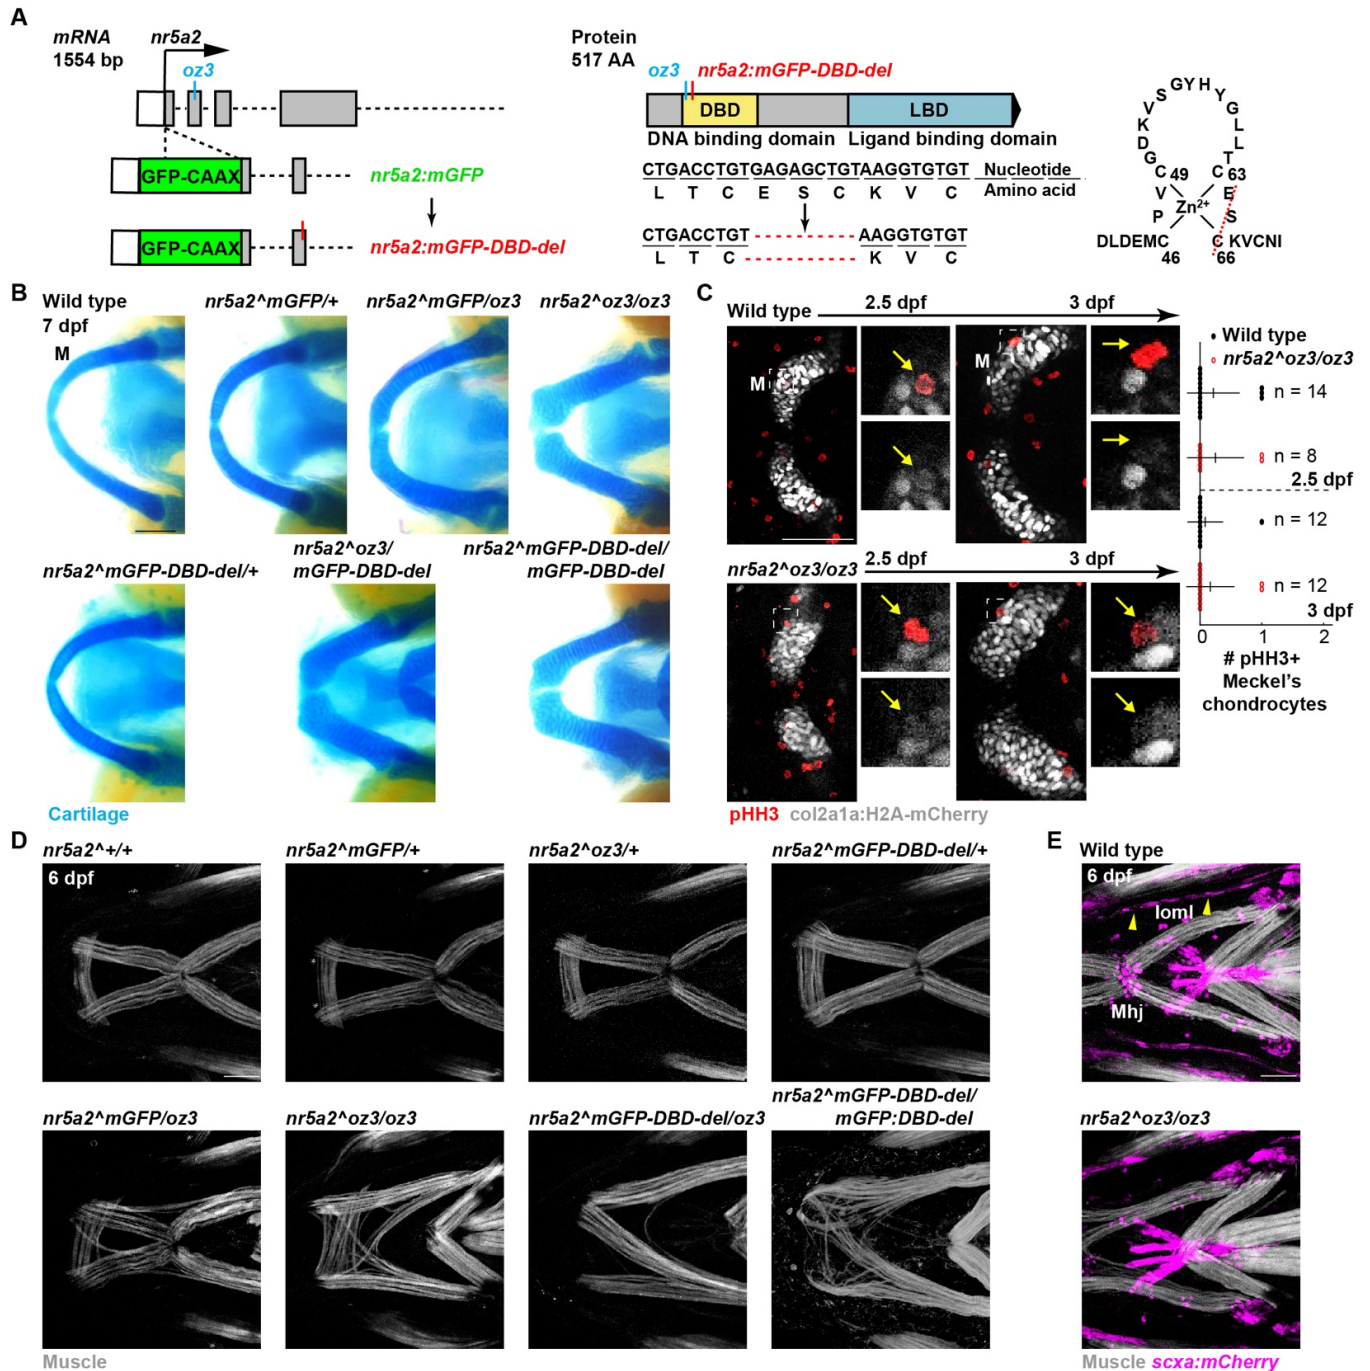 A
mRNA
1554 bp
nr5a2
oz3
GFP-CAAX
nr5a2:mGFP
GFP-CAAX
nr5a2:mGFP-DBD-del
Protein
517 AA
oz3
nr5a2:mGFP-DBD-del
DBD
LBD
DNA binding domain
Ligand binding domain
CTGACCTGTGAGAGCTGTAAGGTGTGT Nucleotide
L T C E S C K V C Amino acid
CTGACCTGT - - - - - - - - - AAGGTGTGT
L T C - - - - - - - - - K V C
SGYHY
V G
K L
D L
G T
C 49 C 63
V Zn2+ E
P S
DLDEMC C KVCNI
46 66
B
Wild type
7 dpf
M
nr5a2^mGFP/+
nr5a2^mGFP/oz3
nr5a2^oz3/oz3
nr5a2^mGFP-DBD-del/+
nr5a2^oz3/
mGFP-DBD-del
nr5a2^mGFP-DBD-del/
mGFP-DBD-del
Cartilage
C
Wild type
2.5 dpf
3 dpf
M
M
Wild type
nr5a2^oz3/oz3
n = 14
n = 8
2.5 dpf
n = 12
n = 12
3 dpf
0 1 2
# pHH3+
Meckel's
chondrocytes
nr5a2^oz3/oz3
2.5 dpf
3 dpf
pHH3 col2a1a:H2A-mCherry
D
nr5a2^+/+
6 dpf
nr5a2^mGFP/+
nr5a2^oz3/+
nr5a2^mGFP-DBD-del/+
nr5a2^mGFP/oz3
nr5a2^oz3/oz3
nr5a2^mGFP-DBD-del/oz3
nr5a2^mGFP-DBD-del/
mGFP:DBD-del
Muscle
E
Wild type
6 dpf
Ioml
Mhj
nr5a2^oz3/oz3
Muscle scxa:mCherry